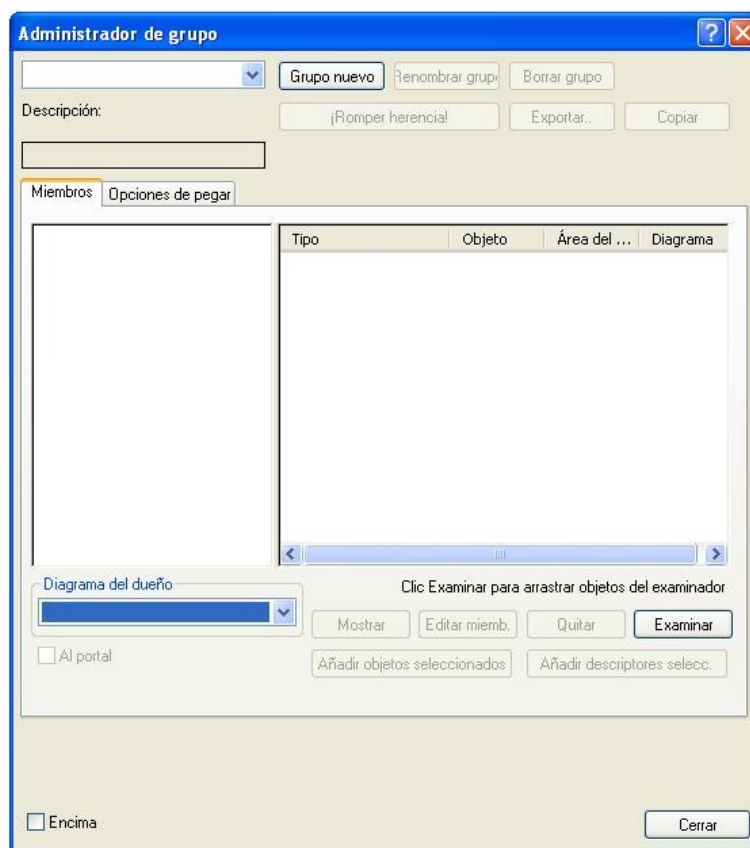 Administrador de grupo
Grupo nuevo Renombrar grupo Borrar grupo
Descripción:
¡Romper herencia! Exportar.. Copiar
Miembros Opciones de pegar
Tipo Objeto Área del ... Diagrama
Diagrama del dueño
Clic Examinar para arrastrar objetos del examinador
Mostrar Editar miemb. Quitar Examinar
Al portal
Añadir objetos seleccionados Añadir descriptores selecc.
Encima
Cerrar